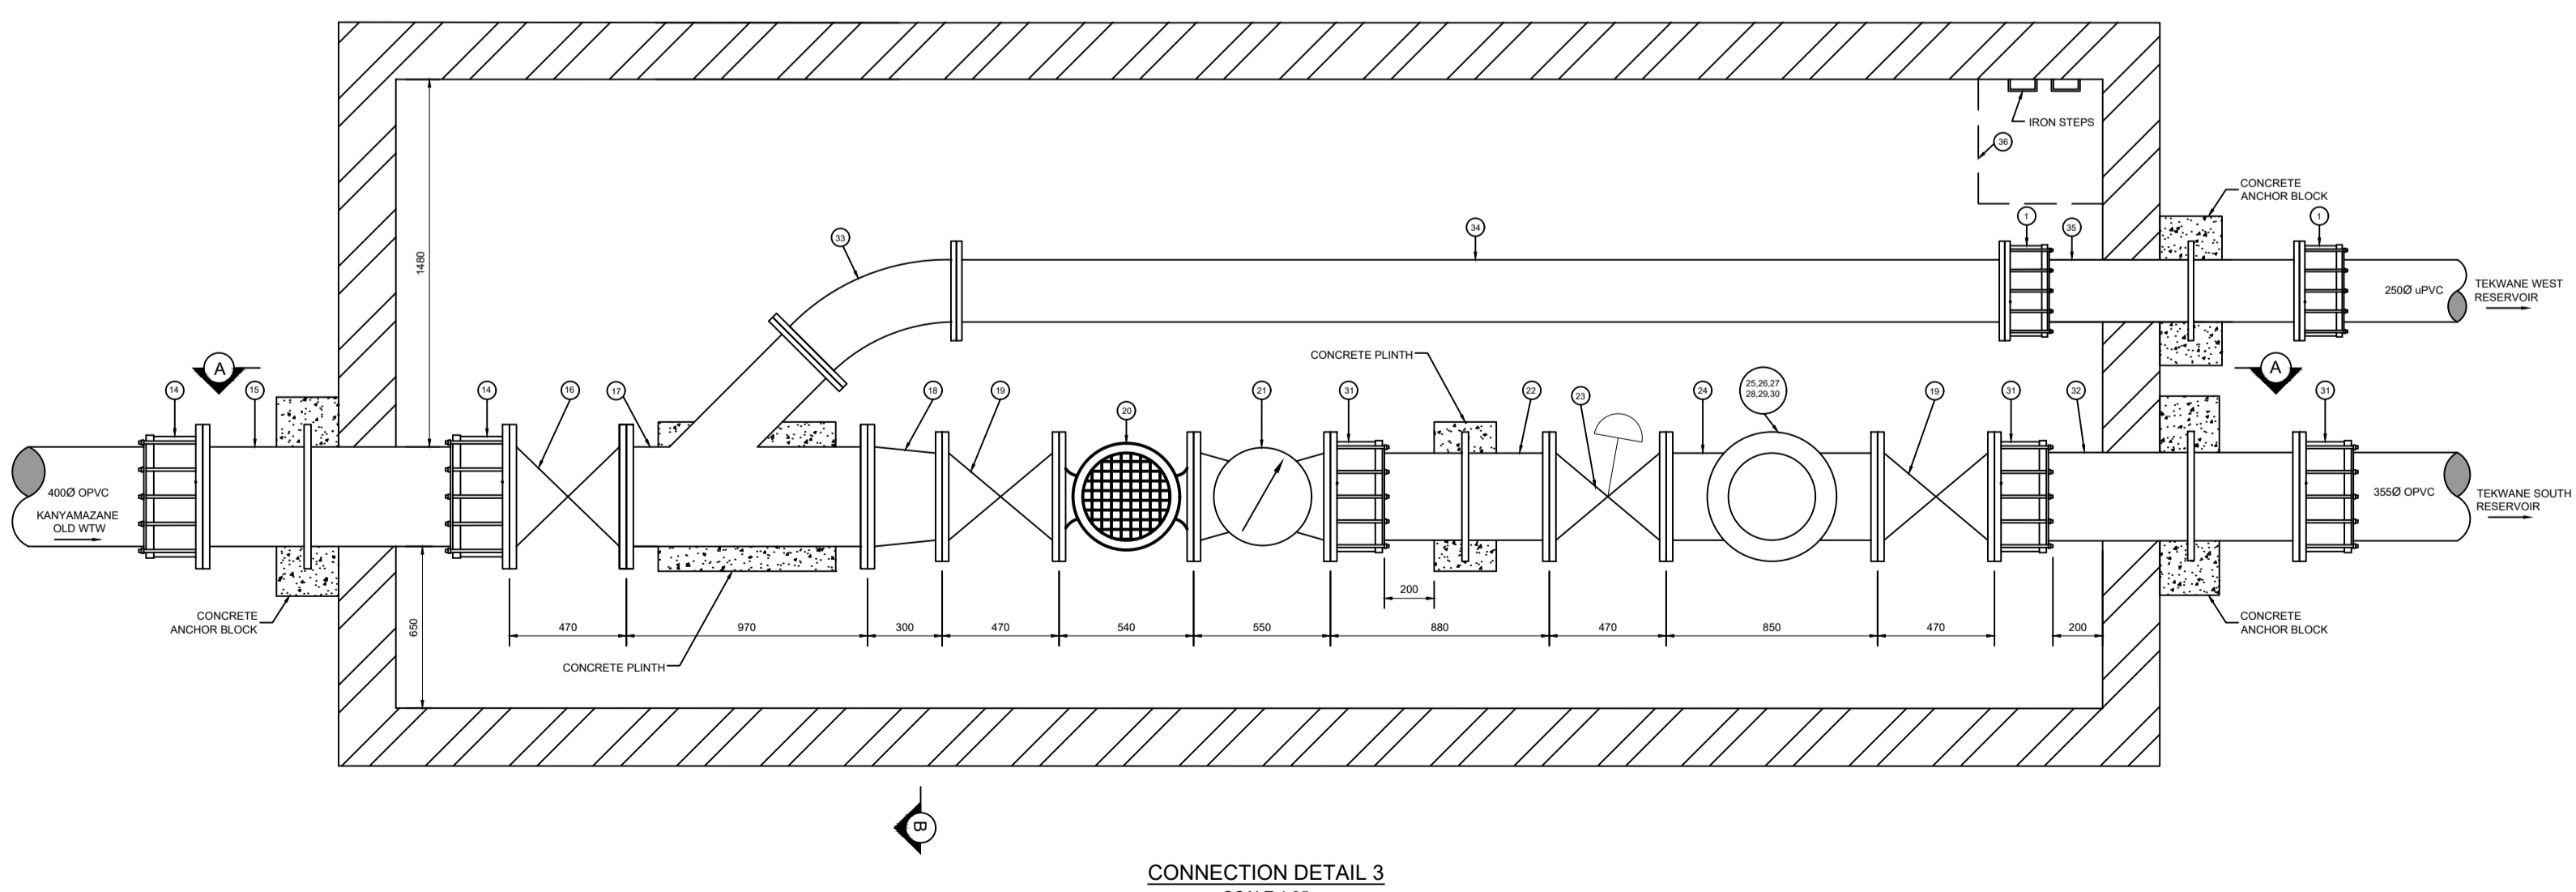 IRON STEPS
36
CONCRETE
ANCHOR BLOCK
33
34
1
35
1
1480
250Ø uPVC
TEKWANE WEST
RESERVOIR
CONCRETE PLINTH
A
A
14
15
14
16
17
18
19
20
21
31
22
23
24
25,26,27
28,29,30
19
31
32
31
400Ø OPVC
KANYAMAZANE
OLD WTW
355Ø OPVC
TEKWANE SOUTH
RESERVOIR
200
CONCRETE
ANCHOR BLOCK
650
470
970
300
470
540
550
880
470
850
470
200
CONCRETE
ANCHOR BLOCK
CONCRETE PLINTH
B
CONNECTION DETAIL 3